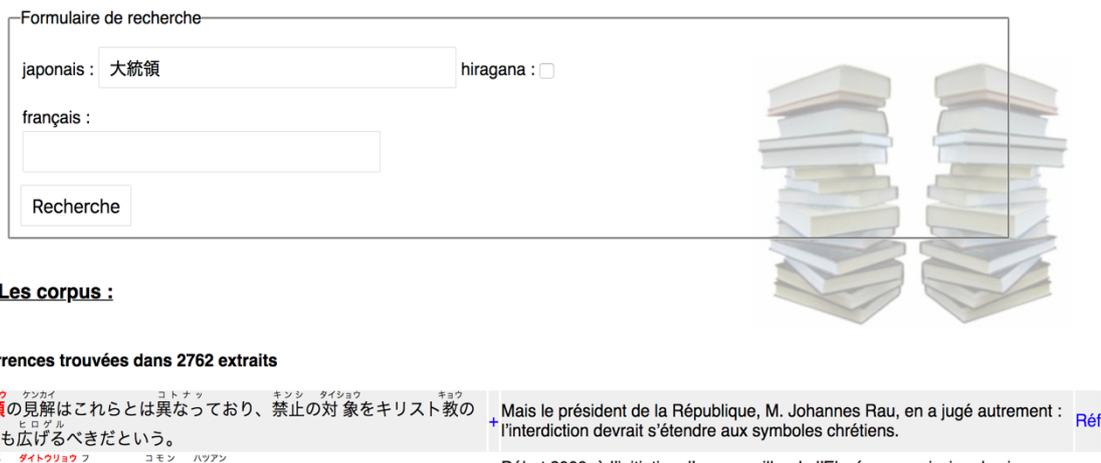 Formulaire de recherche
japonais : 大統領 hiragana :
français :
Recherche
Les corpus :
trouvées dans 2762 extraits
ケンカイ コトナッ キンシ タイショウ キョウ
の見解はこれらとは異なっており、禁止の対象をキリスト教の
ヒロゲル
も広げるべきだという。
+
Mais le président de la République, M. Johannes Rau, en a jugé autrement :
l’interdiction devrait s’étendre aux symboles chrétiens.
Réf
ダイトウリョウ フ コモン ハツアン